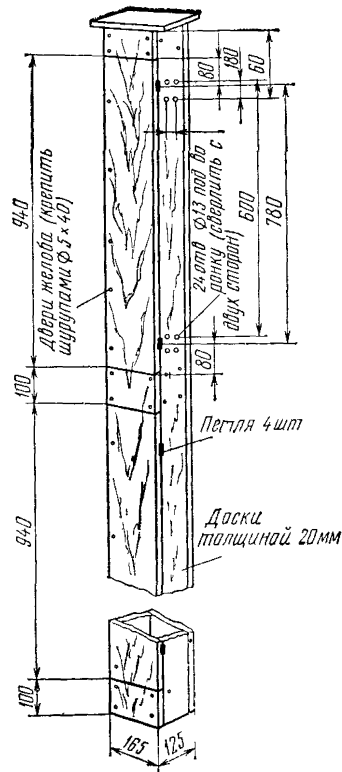 80
180
60
940
Двери желоба (крепить
шурупами Ф5×40)
24 отв Ф13 под во
ронку (сверлить с
двух сторон)
600
780
80
100
Петля 4шт
940
Доски
толщиной 20мм
100
165
125